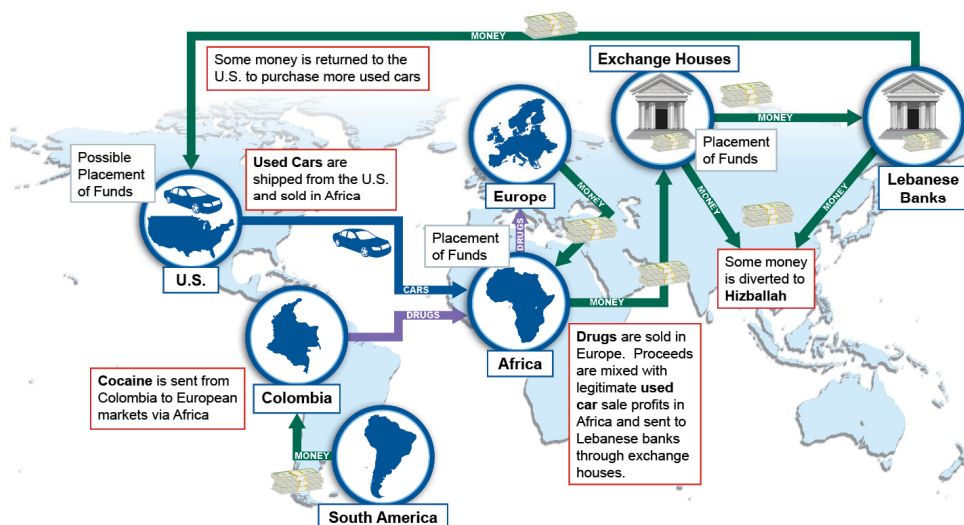 MONEY
Some money is returned to the
U.S. to purchase more used cars
Exchange Houses
MONEY
Possible
Placement
of Funds
Used Cars are
shipped from the U.S.
and sold in Africa
Placement
of Funds
Europe
MONEY
MONEY
MONEY
Lebanese
Banks
Placement
of Funds
DRUGS
U.S.
CARS
Some money
is diverted to
Hizballah
MONEY
DRUGS
Africa
Drugs are sold in
Europe. Proceeds
are mixed with
legitimate used
car sale profits in
Africa and sent to
Lebanese banks
through exchange
houses.
Cocaine is sent from
Colombia to European
markets via Africa
Colombia
MONEY
South America